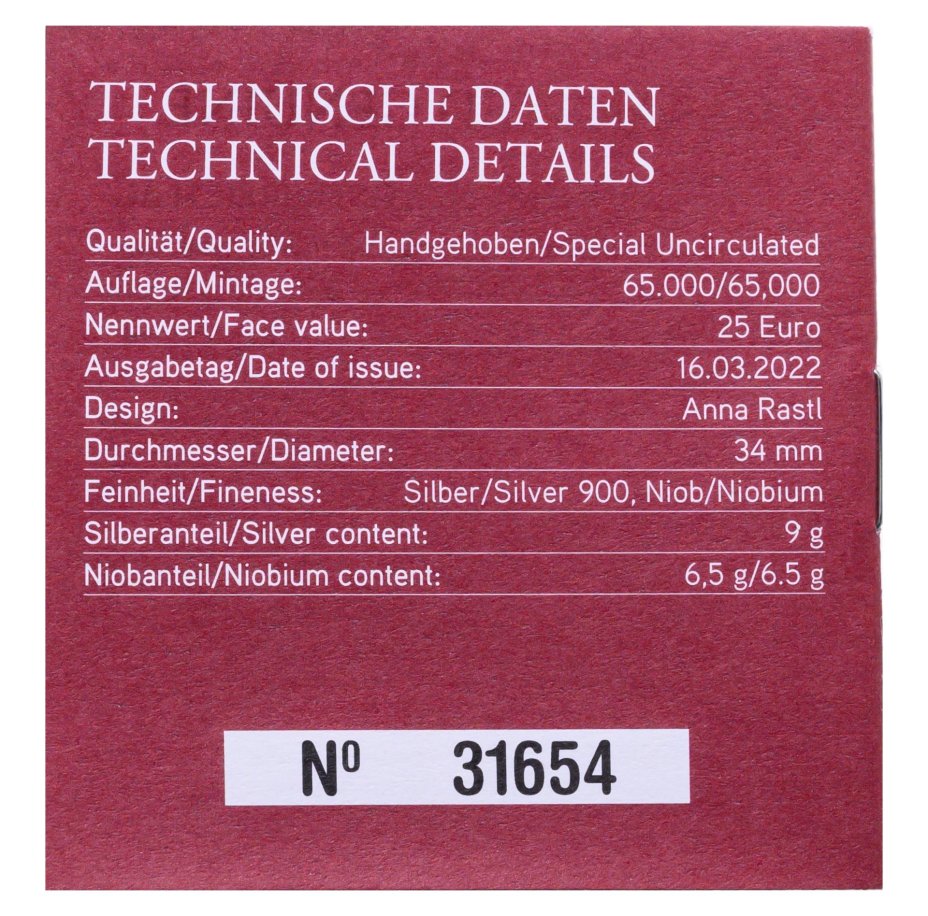 TECHNISCHE DATEN
TECHNICAL DETAILS
Qualität/Quality: Handgehoben/Special Uncirculated
Auflage/Mintage: 65.000/65,000
Nennwert/Face value: 25 Euro
Ausgabetag/Date of issue: 16.03.2022
Design: Anna Rastl
Durchmesser/Diameter: 34 mm
Feinheit/Fineness: Silber/Silver 900, Niob/Niobium
Silberanteil/Silver content: 9 g
Niobanteil/Niobium content: 6,5 g/6.5 g
Nº 31654